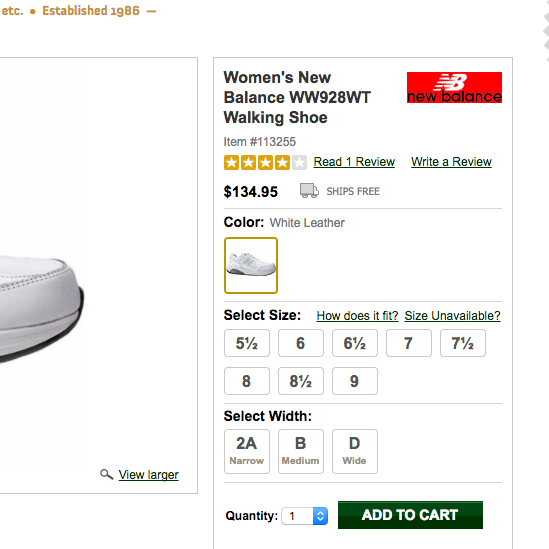 etc. ● Established 1986 —
Women's New
Balance WW928WT
Walking Shoe
NB
new balance
Item #113255
Read 1 Review Write a Review
$134.95 SHIPS FREE
Color: White Leather
Select Size: How does it fit? Size Unavailable?
5½ 6 6½ 7 7½
8 8½ 9
Select Width:
2A B D
Narrow Medium Wide
View larger
Quantity: 1 ADD TO CART